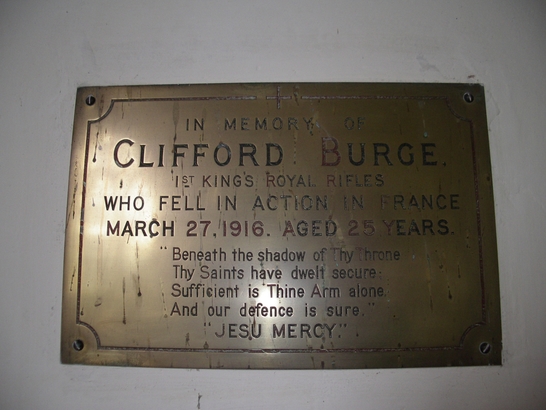 IN MEMORY OF
CLIFFORD BURGE.
1ST KINGS ROYAL RIFLES
WHO FELL IN ACTION IN FRANCE
MARCH 27, 1916. AGED 25 YEARS.
"Beneath the shadow of Thy Throne
Thy Saints have dwelt secure;
Sufficient is Thine Arm alone,
And our defence is sure."
"JESU MERCY."